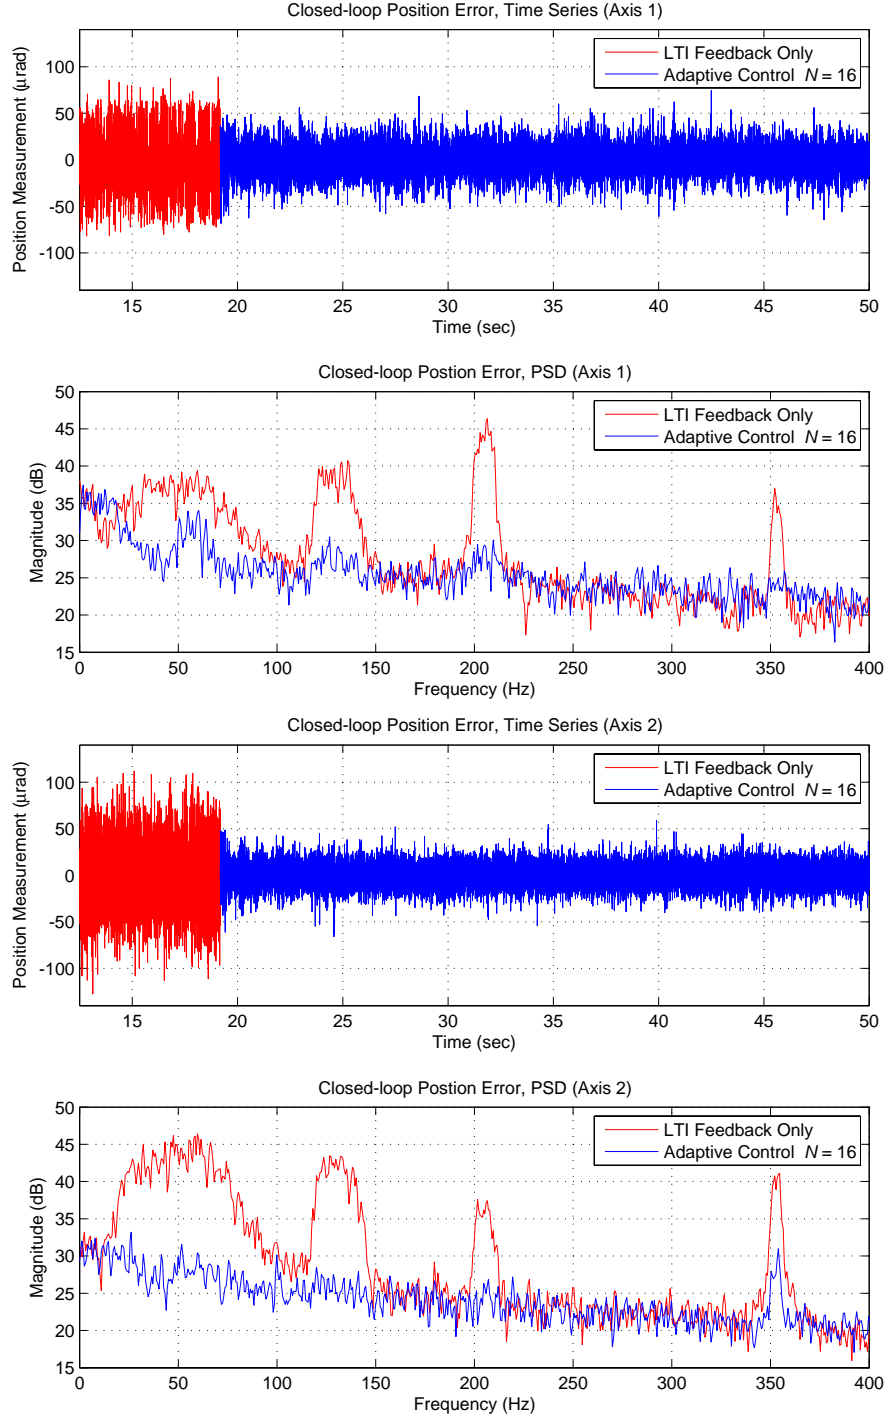 Closed-loop Position Error, Time Series (Axis 1)
LTI Feedback Only
Adaptive Control N = 16
100
50
0
-50
-100
Position Measurement (μrad)
15 20 25 30 35 40 45 50
Time (sec)
Closed-loop Postion Error, PSD (Axis 1)
LTI Feedback Only
Adaptive Control N = 16
50
45
40
35
30
25
20
15
Magnitude (dB)
0 50 100 150 200 250 300 350 400
Frequency (Hz)
Closed-loop Position Error, Time Series (Axis 2)
LTI Feedback Only
Adaptive Control N = 16
100
50
0
-50
-100
Position Measurement (μrad)
15 20 25 30 35 40 45 50
Time (sec)
Closed-loop Postion Error, PSD (Axis 2)
LTI Feedback Only
Adaptive Control N = 16
50
45
40
35
30
25
20
15
Magnitude (dB)
0 50 100 150 200 250 300 350 400
Frequency (Hz)